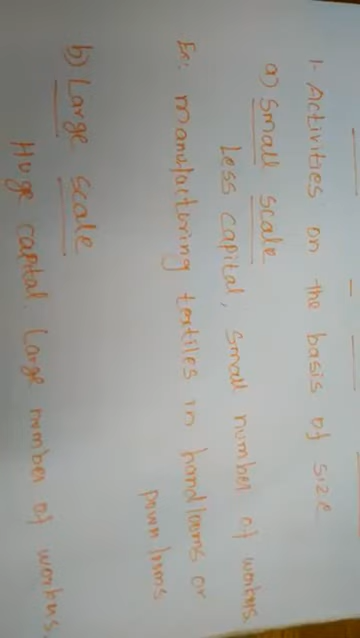 1- Activities on the basis of size
a) Small Scale
Less capital, small number of workers
Ex: manufacturing textiles in handlooms or
power looms
b) Large Scale
Huge capital Large number of workers.